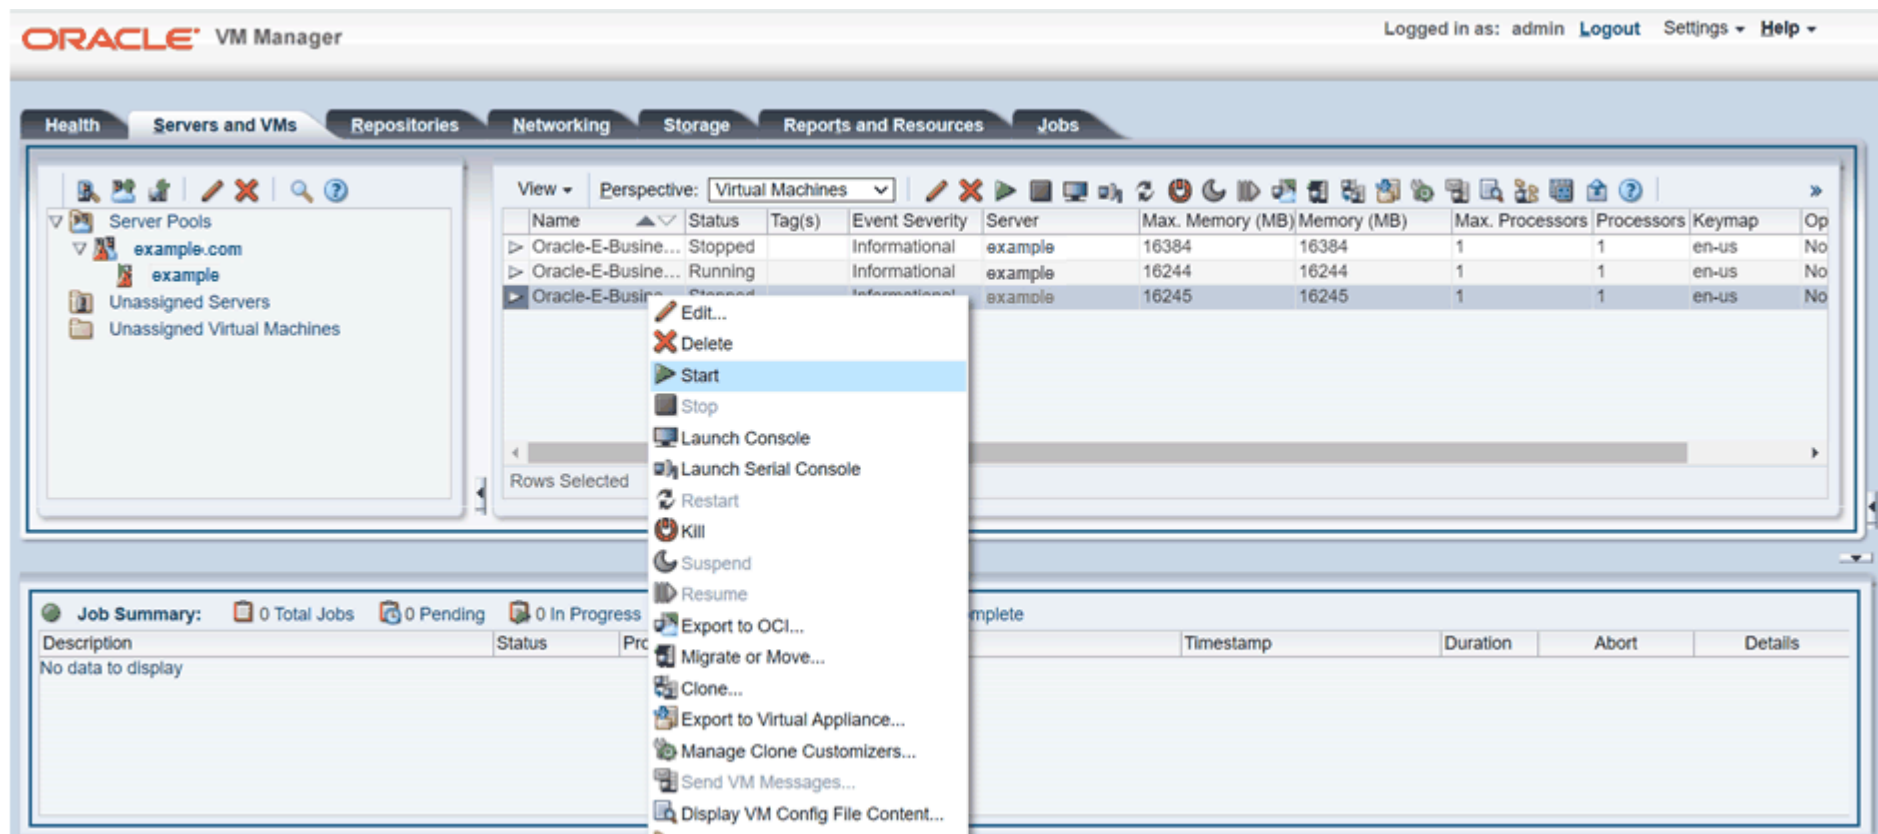 ORACLE VM Manager
Logged in as: admin Logout Settings Help
Health Servers and VMs Repositories Networking Storage Reports and Resources Jobs
View Perspective: Virtual Machines
Server Pools
example.com
example
Unassigned Servers
Unassigned Virtual Machines
Name Status Tag(s) Event Severity Server Max. Memory (MB) Memory (MB) Max. Processors Processors Keymap Op
Oracle-E-Busine... Stopped Informational example 16384 16384 1 1 en-us No
Oracle-E-Busine... Running Informational example 16244 16244 1 1 en-us No
Oracle-E-Busine Stopped Informational example 16245 16245 1 1 en-us No
Rows Selected
Edit...
Delete
Start
Stop
Launch Console
Launch Serial Console
Restart
Kill
Suspend
Resume
Export to OCI...
Migrate or Move...
Clone...
Export to Virtual Appliance...
Manage Clone Customizers...
Send VM Messages...
Display VM Config File Content...
Job Summary: 0 Total Jobs 0 Pending 0 In Progress mplete
Description Status Pro Timestamp Duration Abort Details
No data to display